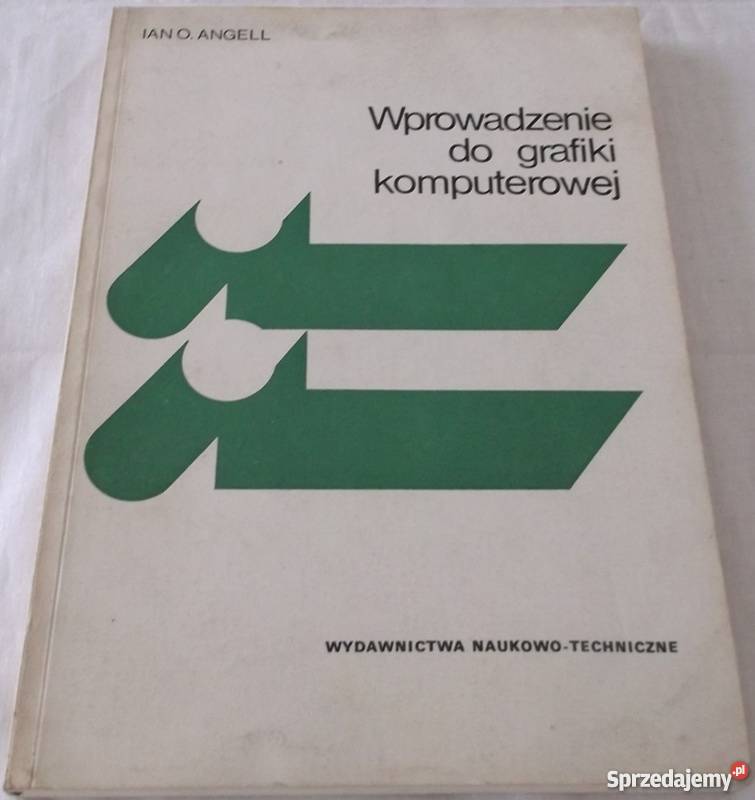 IAN O. ANGELL
Wprowadzenie
do grafiki
komputerowej
WYDAWNICTWA NAUKOWO-TECHNICZNE
Sprzedajemy.pl